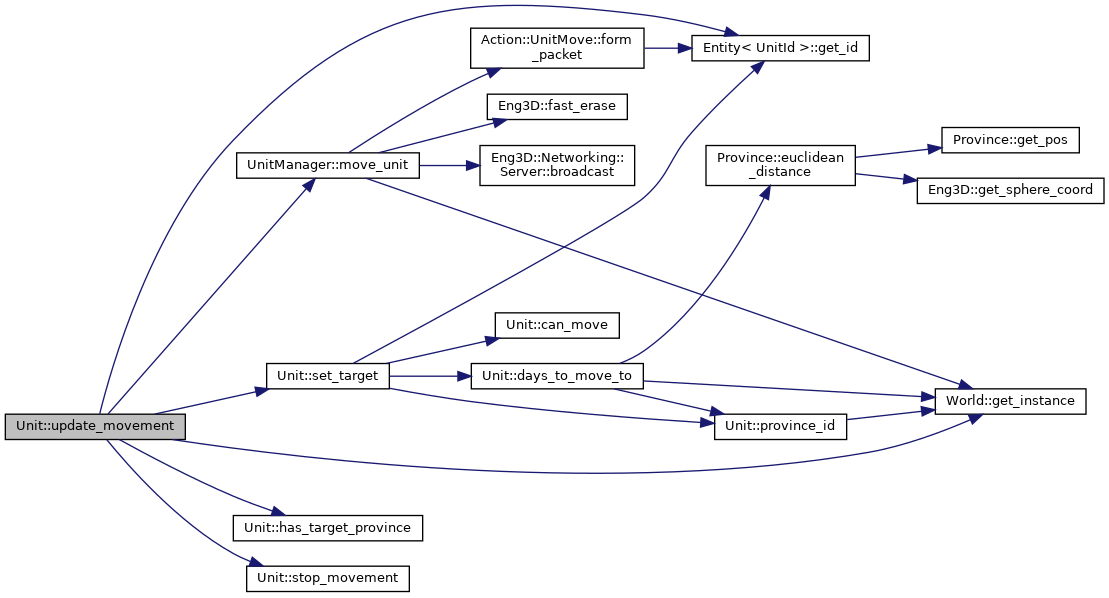 Action::UnitMove::form
_packet
Entity< UnitId >::get_id
Eng3D::fast_erase
Province::get_pos
UnitManager::move_unit
Eng3D::Networking::
Server::broadcast
Province::euclidean
_distance
Eng3D::get_sphere_coord
Unit::can_move
Unit::set_target
Unit::days_to_move_to
World::get_instance
Unit::update_movement
Unit::province_id
Unit::has_target_province
Unit::stop_movement